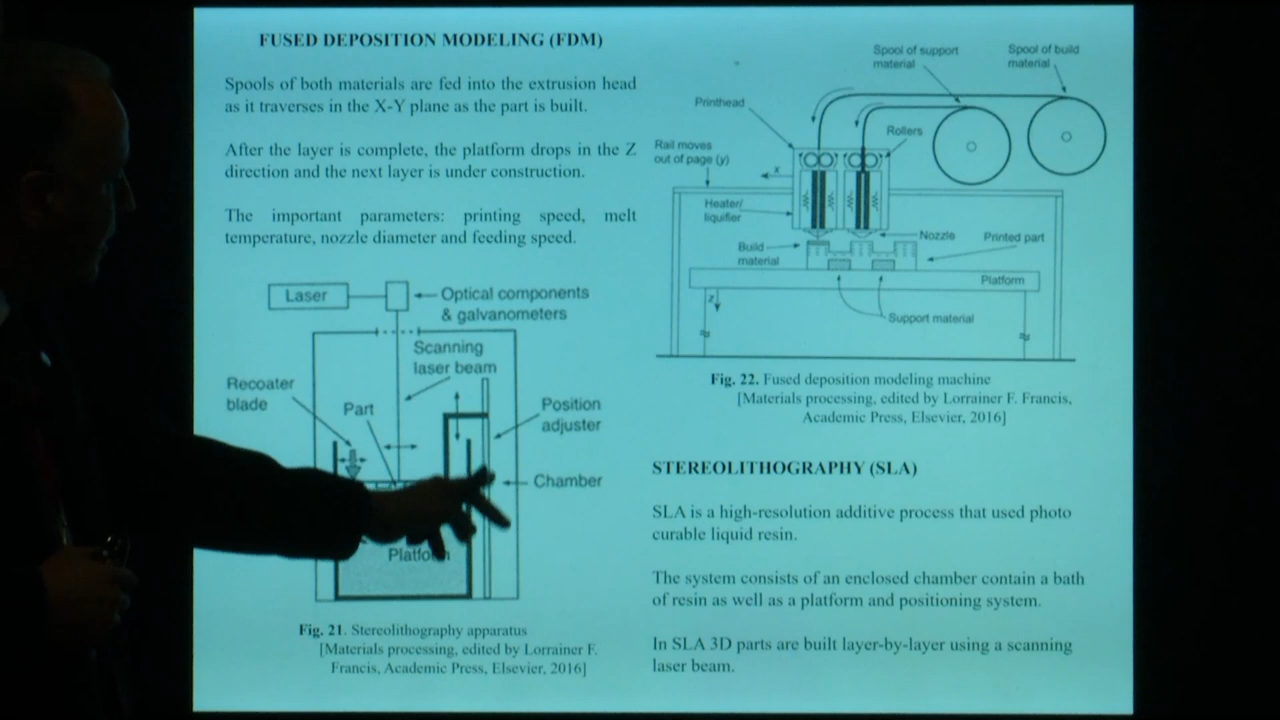 FUSED DEPOSITION MODELING (FDM)
Spools of both materials are fed into the extrusion head
as it traverses in the X-Y plane as the part is built.
After the layer is complete, the platform drops in the Z
direction and the next layer is under construction.
The important parameters: printing speed, melt
temperature, nozzle diameter and feeding speed.
Laser
Optical components
& galvanometers
Scanning
laser beam
Recoater
blade
Part
Position
adjuster
Chamber
Platform
Fig. 21. Stereolithography apparatus
[Materials processing, edited by Lorrainer F.
Francis, Academic Press, Elsevier, 2016]
Spool of support
material
Spool of build
material
Printhead
Rollers
Rail moves
out of page (y)
x
Heater/
liquifier
Nozzle
Build
material
Printed part
Platform
z
Support material
Fig. 22. Fused deposition modeling machine
[Materials processing, edited by Lorrainer F. Francis,
Academic Press, Elsevier, 2016]
STEREOLITHOGRAPHY (SLA)
SLA is a high-resolution additive process that used photo
curable liquid resin.
The system consists of an enclosed chamber contain a bath
of resin as well as a platform and positioning system.
In SLA 3D parts are built layer-by-layer using a scanning
laser beam.